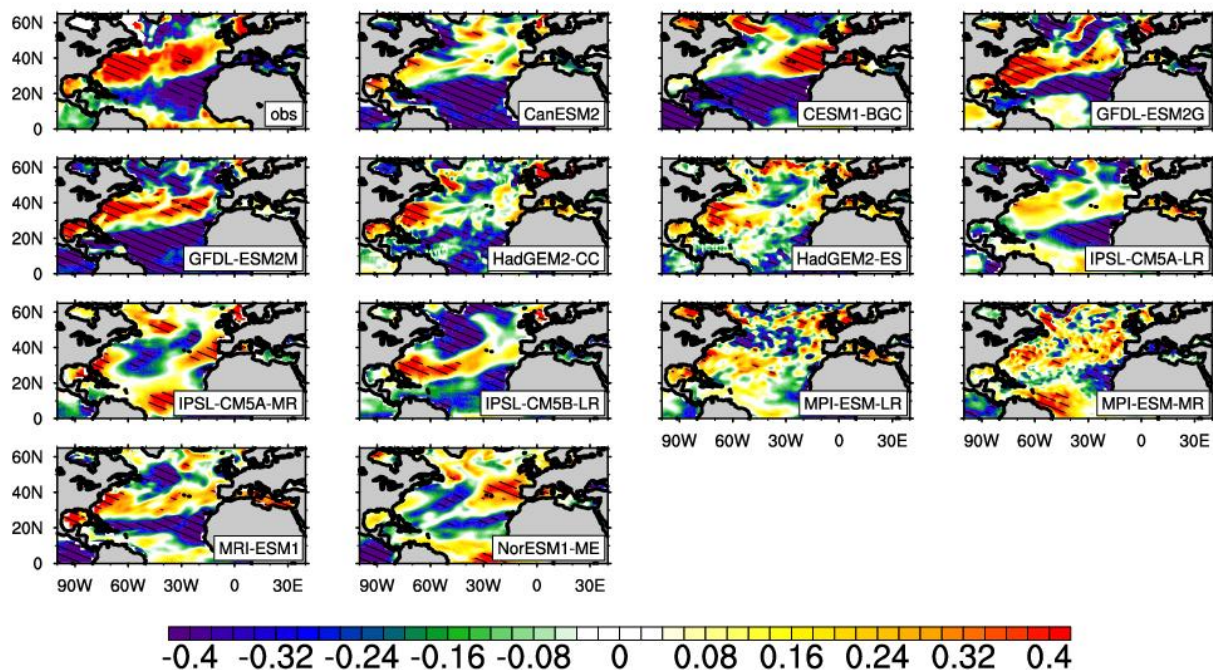 60N
40N
20N
0
obs
CanESM2
CESM1-BGC
GFDL-ESM2G
60N
40N
20N
0
GFDL-ESM2M
HadGEM2-CC
HadGEM2-ES
IPSL-CM5A-LR
60N
40N
20N
0
IPSL-CM5A-MR
IPSL-CM5B-LR
MPI-ESM-LR
MPI-ESM-MR
90W 60W 30W 0 30E 90W 60W 30W 0 30E
60N
40N
20N
0
MRI-ESM1
NorESM1-ME
90W 60W 30W 0 30E 90W 60W 30W 0 30E
-0.4 -0.32 -0.24 -0.16 -0.08 0 0.08 0.16 0.24 0.32 0.4